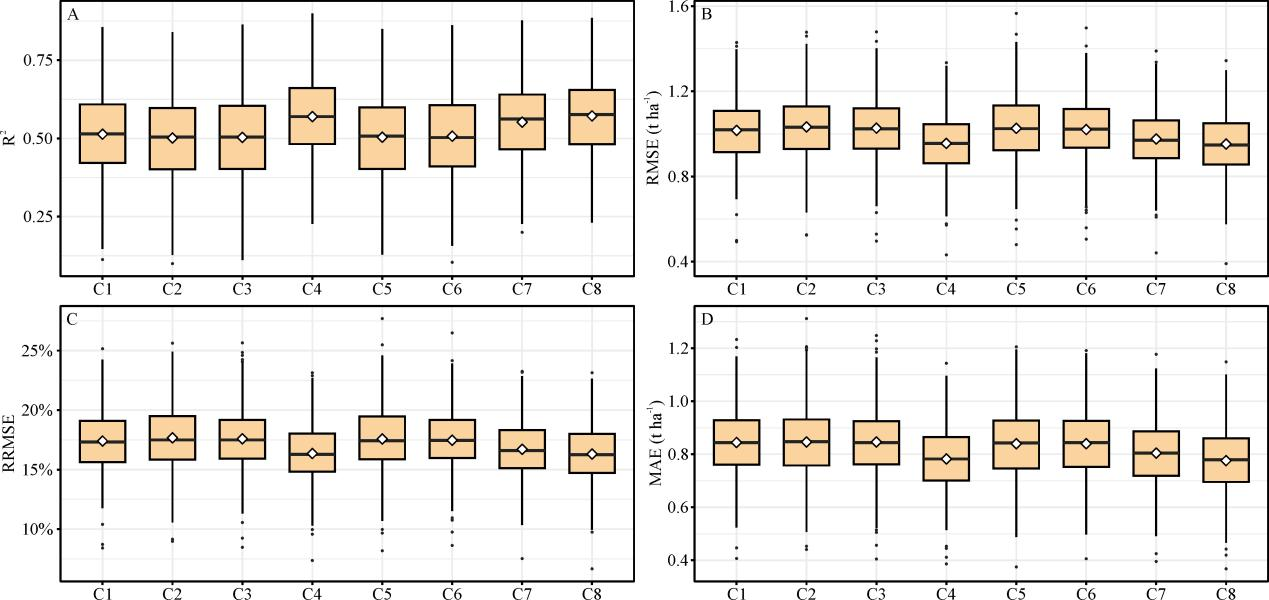 A
R²
0.75
0.50
0.25
C1 C2 C3 C4 C5 C6 C7 C8
B
RMSE (t ha⁻¹)
1.6
1.2
0.8
0.4
C1 C2 C3 C4 C5 C6 C7 C8
C
RRMSE
25%
20%
15%
10%
C1 C2 C3 C4 C5 C6 C7 C8
D
MAE (t ha⁻¹)
1.2
1.0
0.8
0.6
0.4
C1 C2 C3 C4 C5 C6 C7 C8